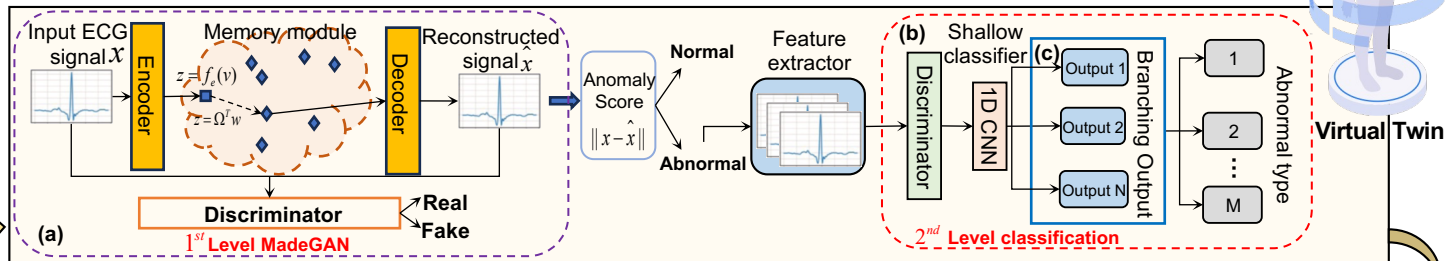 Input ECG
signal x
Encoder
Memory module
z = f_e(v)
z = Ω^T w
Decoder
Reconstructed
signal x̂
Discriminator
Real
Fake
(a)
1st Level MadeGAN
Anomaly
Score
‖x − x̂‖
Normal
Abnormal
Feature
extractor
(b)
Discriminator
Shallow
classifier
1D CNN
(c)
Output 1
Output 2
Output N
Branching Output
1
2
...
M
Abnormal type
2nd Level classification
Virtual Twin